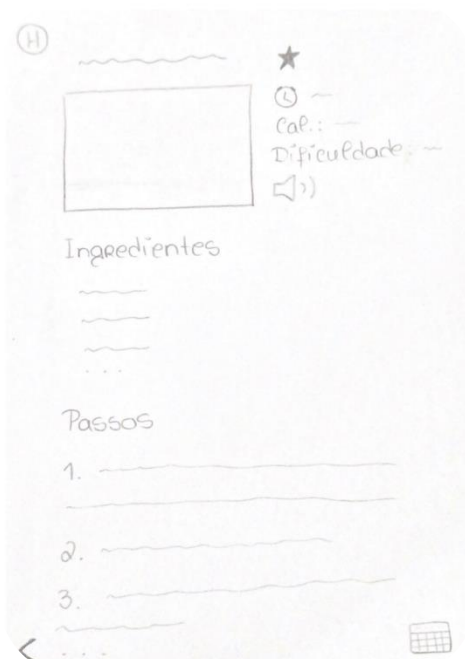 H
Cal.:
Dificuldade:
Ingredientes
...
Passos
1.
2.
3.
...